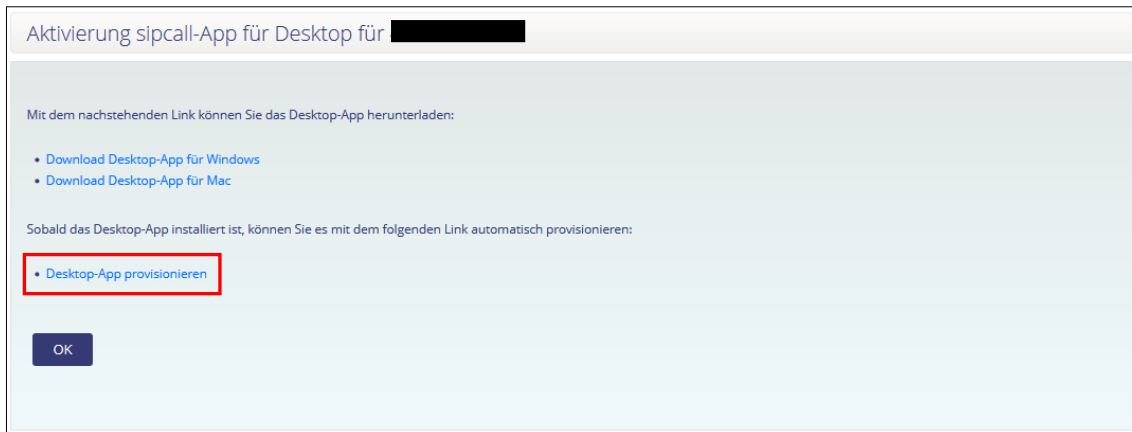 Aktivierung sipcall-App für Desktop für
Mit dem nachstehenden Link können Sie das Desktop-App herunterladen:
• Download Desktop-App für Windows
• Download Desktop-App für Mac
Sobald das Desktop-App installiert ist, können Sie es mit dem folgenden Link automatisch provisionieren:
• Desktop-App provisionieren
OK